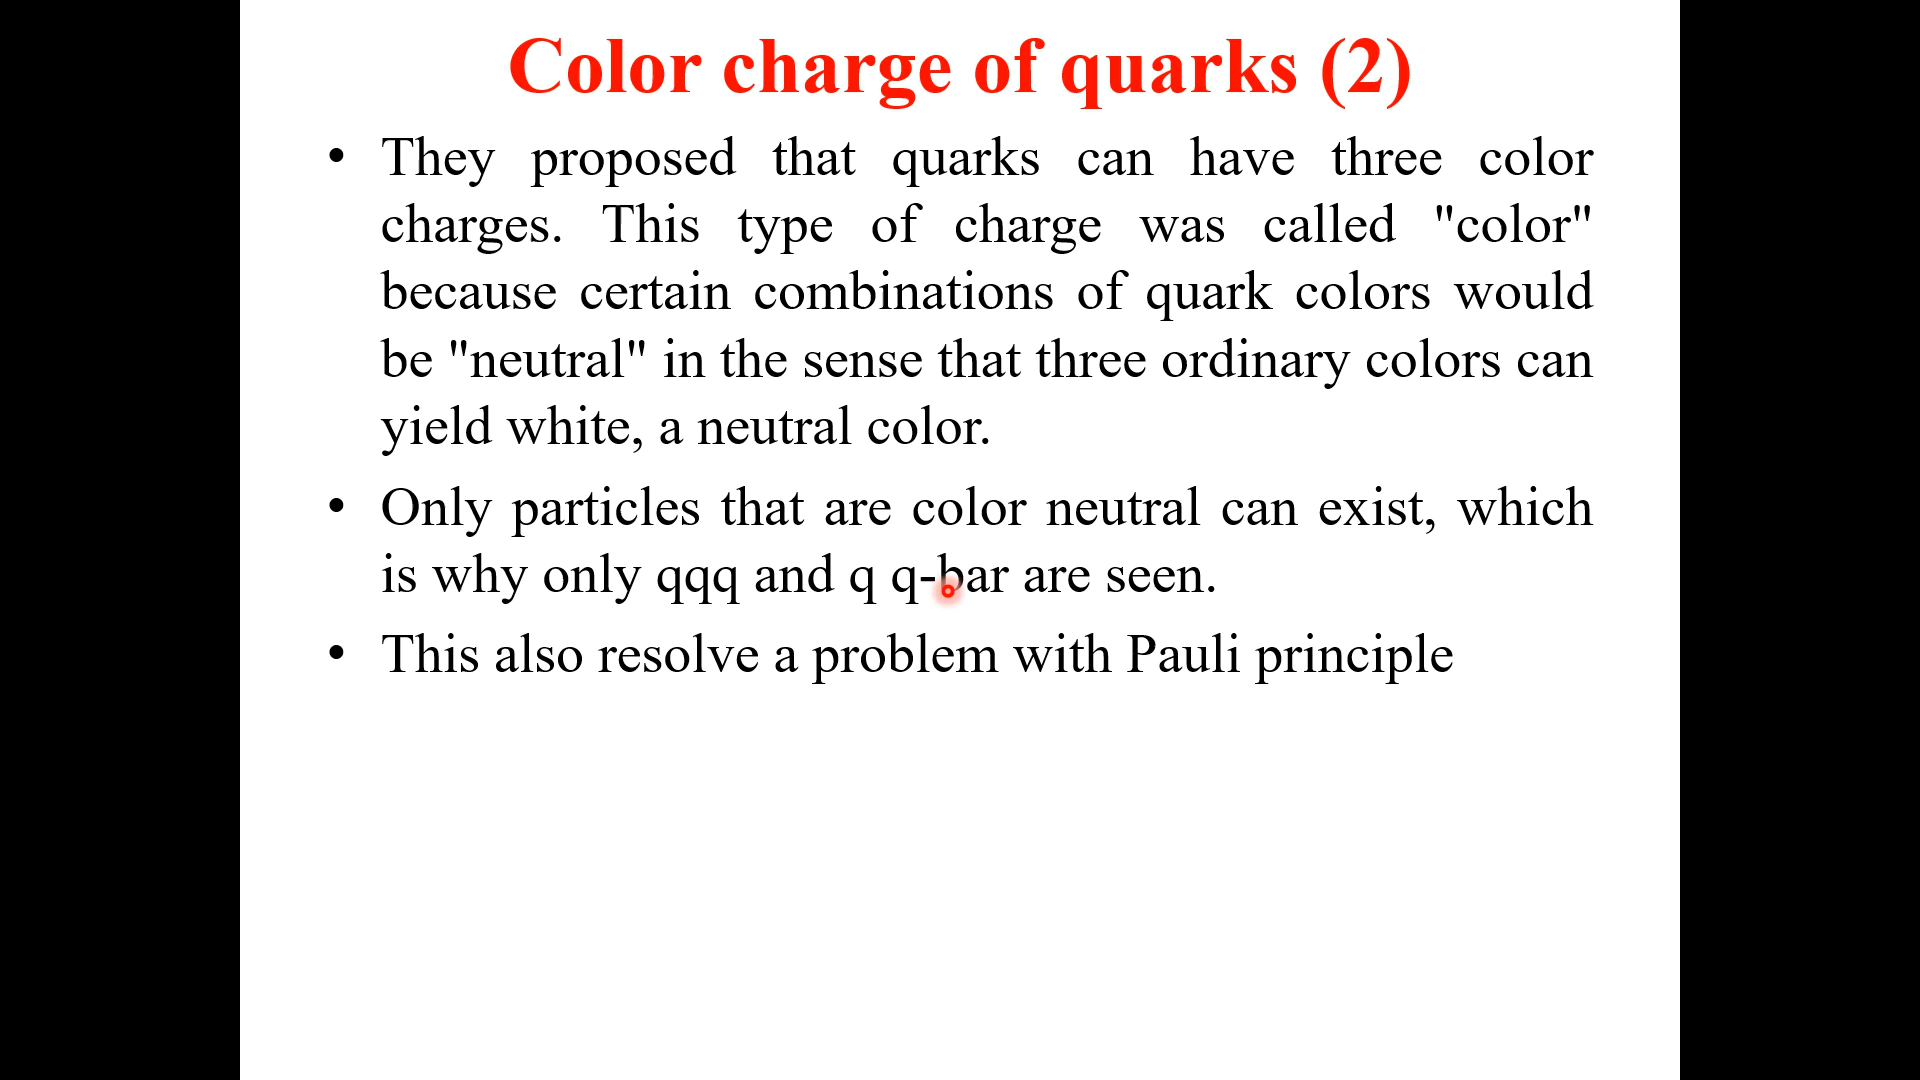 Color charge of quarks (2)
• They proposed that quarks can have three color
charges. This type of charge was called "color"
because certain combinations of quark colors would
be "neutral" in the sense that three ordinary colors can
yield white, a neutral color.
• Only particles that are color neutral can exist, which
is why only qqq and q q-bar are seen.
• This also resolve a problem with Pauli principle